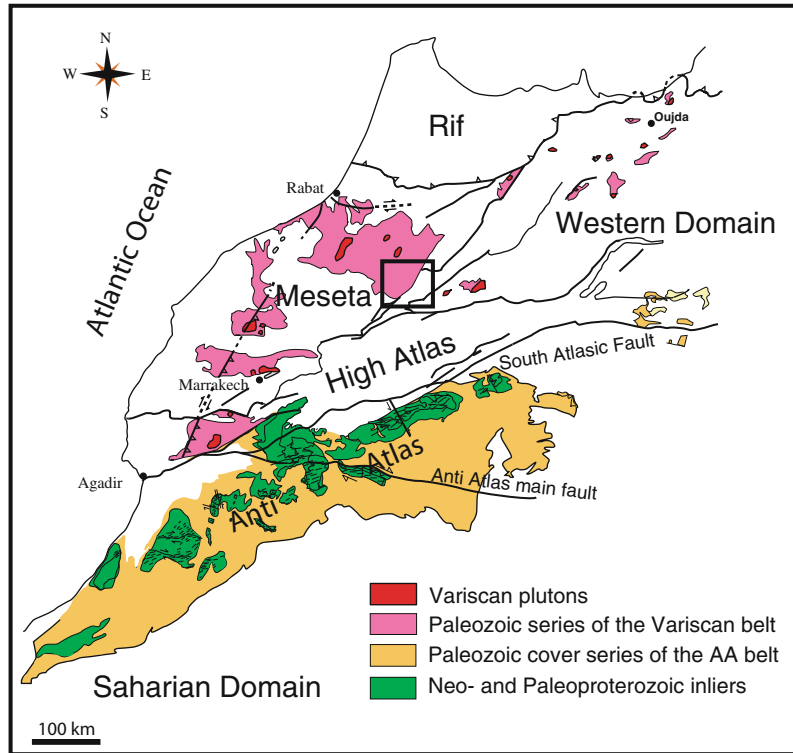 N
W E
S
Rif
Oujda
Rabat
Atlantic Ocean
Western Domain
Meseta
High Atlas
South Atlasic Fault
Marrakech
Atlas
Agadir
Anti Atlas main fault
Anti
Variscan plutons
Paleozoic series of the Variscan belt
Paleozoic cover series of the AA belt
Neo- and Paleoproterozoic inliers
Saharian Domain
100 km